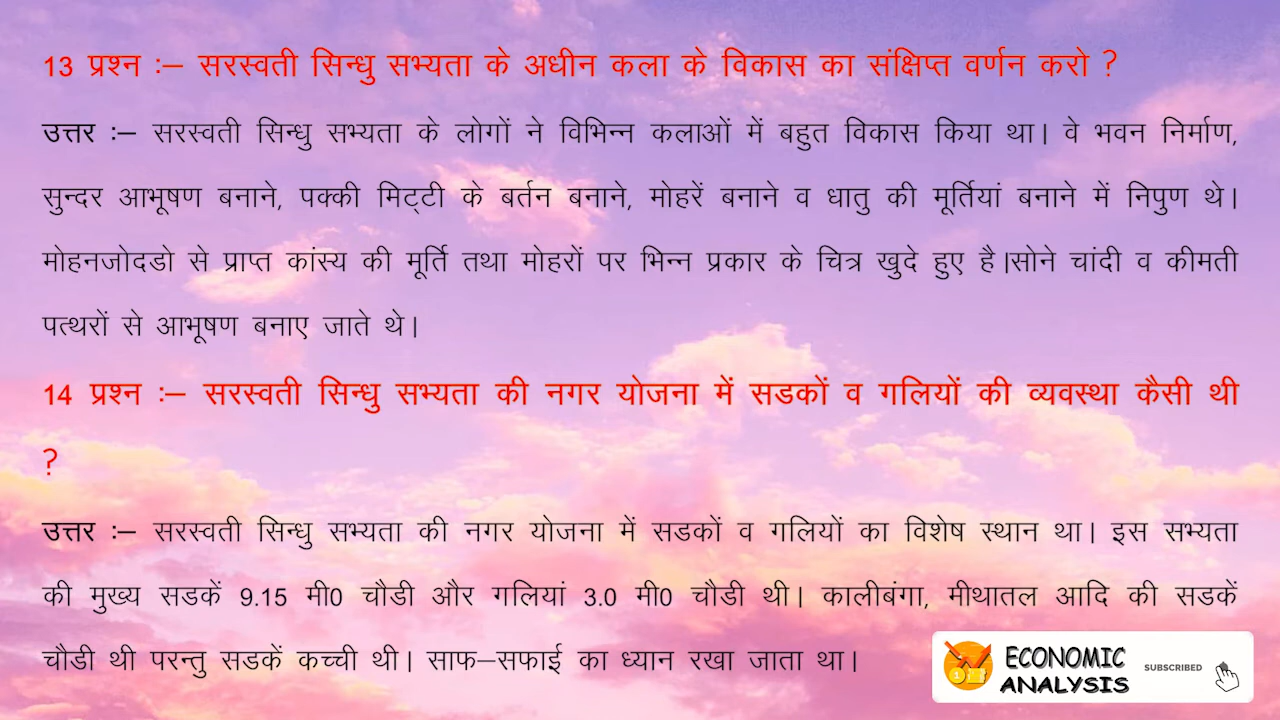 13 प्रश्न :– सरस्वती सिन्धु सभ्यता के अधीन कला के विकास का संक्षिप्त वर्णन करो ?
उत्तर :– सरस्वती सिन्धु सभ्यता के लोगों ने विभिन्न कलाओं में बहुत विकास किया था। वे भवन निर्माण,
सुन्दर आभूषण बनाने, पक्की मिट्टी के बर्तन बनाने, मोहरें बनाने व धातु की मूर्तियां बनाने में निपुण थे।
मोहनजोदडो से प्राप्त कांस्य की मूर्ति तथा मोहरों पर भिन्न प्रकार के चित्र खुदे हुए है।सोने चांदी व कीमती
पत्थरों से आभूषण बनाए जाते थे।
14 प्रश्न :– सरस्वती सिन्धु सभ्यता की नगर योजना में सडकों व गलियों की व्यवस्था कैसी थी
?
उत्तर :– सरस्वती सिन्धु सभ्यता की नगर योजना में सडकों व गलियों का विशेष स्थान था। इस सभ्यता
की मुख्य सडकें 9.15 मी0 चौडी और गलियां 3.0 मी0 चौडी थी। कालीबंगा, मीथातल आदि की सडकें
चौडी थी परन्तु सडकें कच्ची थी। साफ–सफाई का ध्यान रखा जाता था।
ECONOMIC
ANALYSIS
SUBSCRIBED